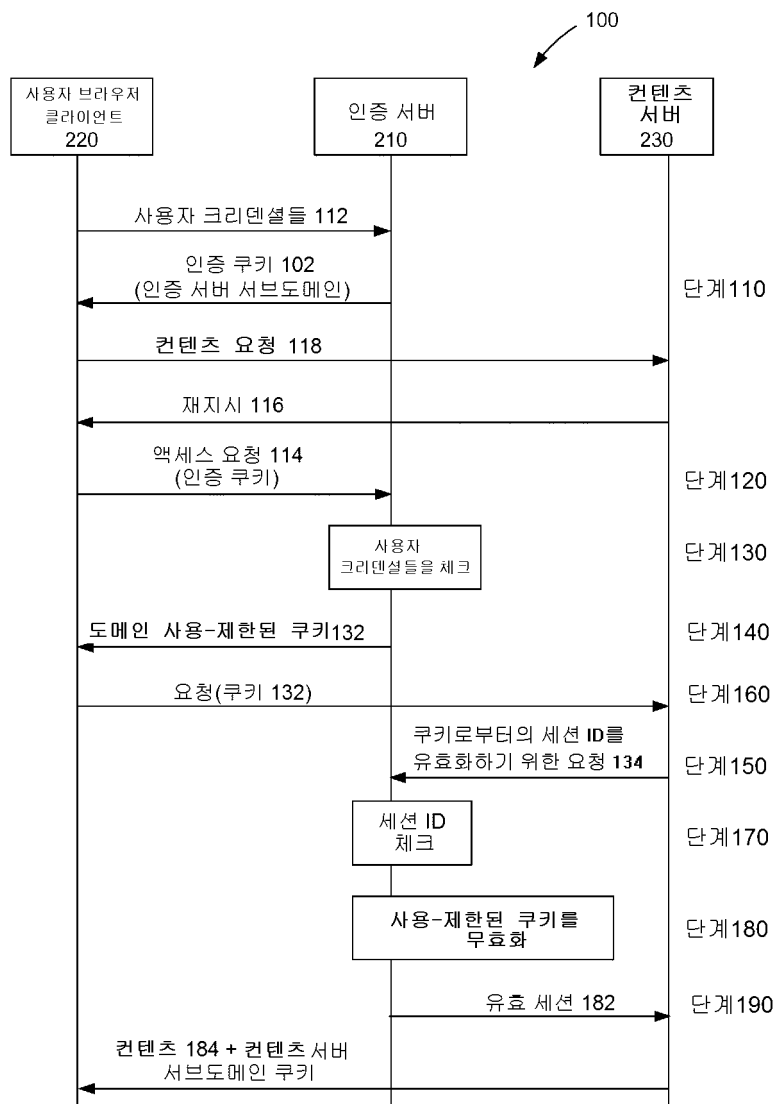 100
사용자 브라우저
클라이언트
220
인증 서버
210
컨텐츠
서버
230
사용자 크리덴셜들 112
인증 쿠키 102
(인증 서버 서브도메인)
단계110
컨텐츠 요청 118
재지시 116
액세스 요청 114
(인증 쿠키)
단계120
사용자
크리덴셜들을 체크
단계130
도메인 사용-제한된 쿠키132
단계140
요청(쿠키 132)
단계160
쿠키로부터의 세션 ID를
유효화하기 위한 요청 134
단계150
세션 ID
체크
단계170
사용-제한된 쿠키를
무효화
단계180
유효 세션 182
단계190
컨텐츠 184 + 컨텐츠 서버
서브도메인 쿠키